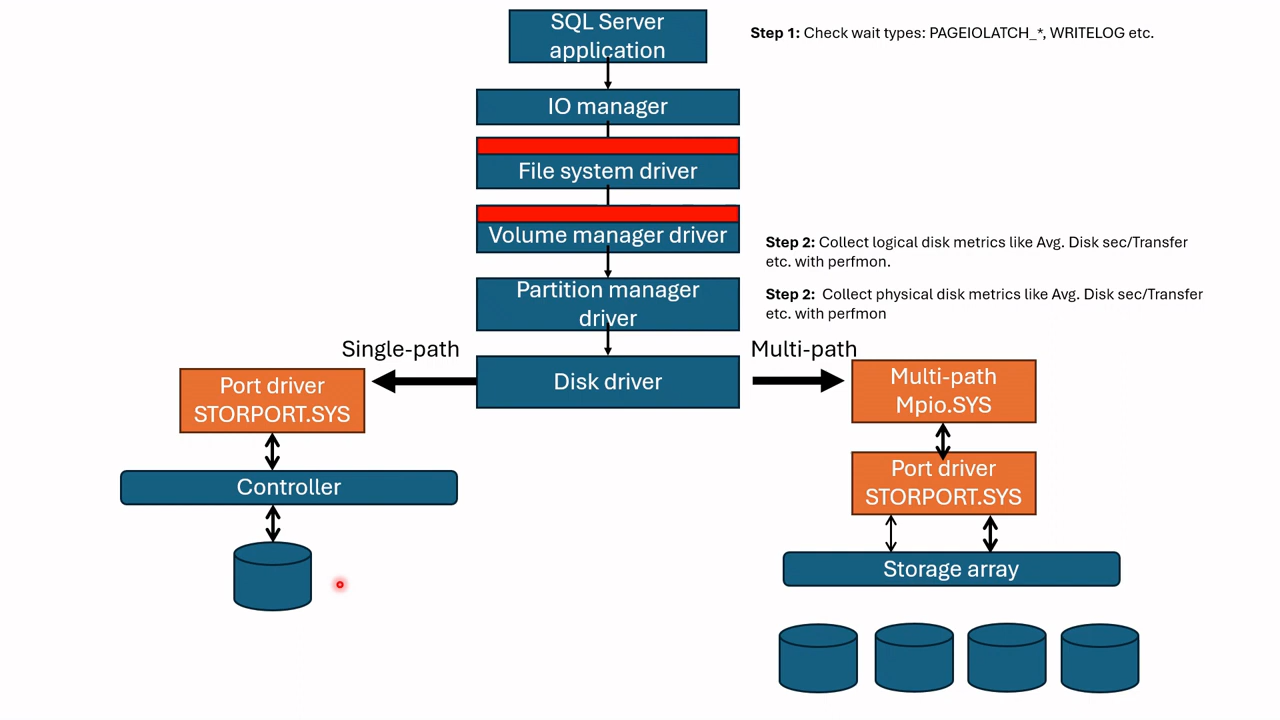 SQL Server
application
Step 1: Check wait types: PAGEIOLATCH_*, WRITELOG etc.
IO manager
File system driver
Volume manager driver
Step 2: Collect logical disk metrics like Avg. Disk sec/Transfer
etc. with perfmon.
Partition manager
driver
Step 2: Collect physical disk metrics like Avg. Disk sec/Transfer
etc. with perfmon
Single-path
Disk driver
Multi-path
Port driver
STORPORT.SYS
Controller
Multi-path
Mpio.SYS
Port driver
STORPORT.SYS
Storage array